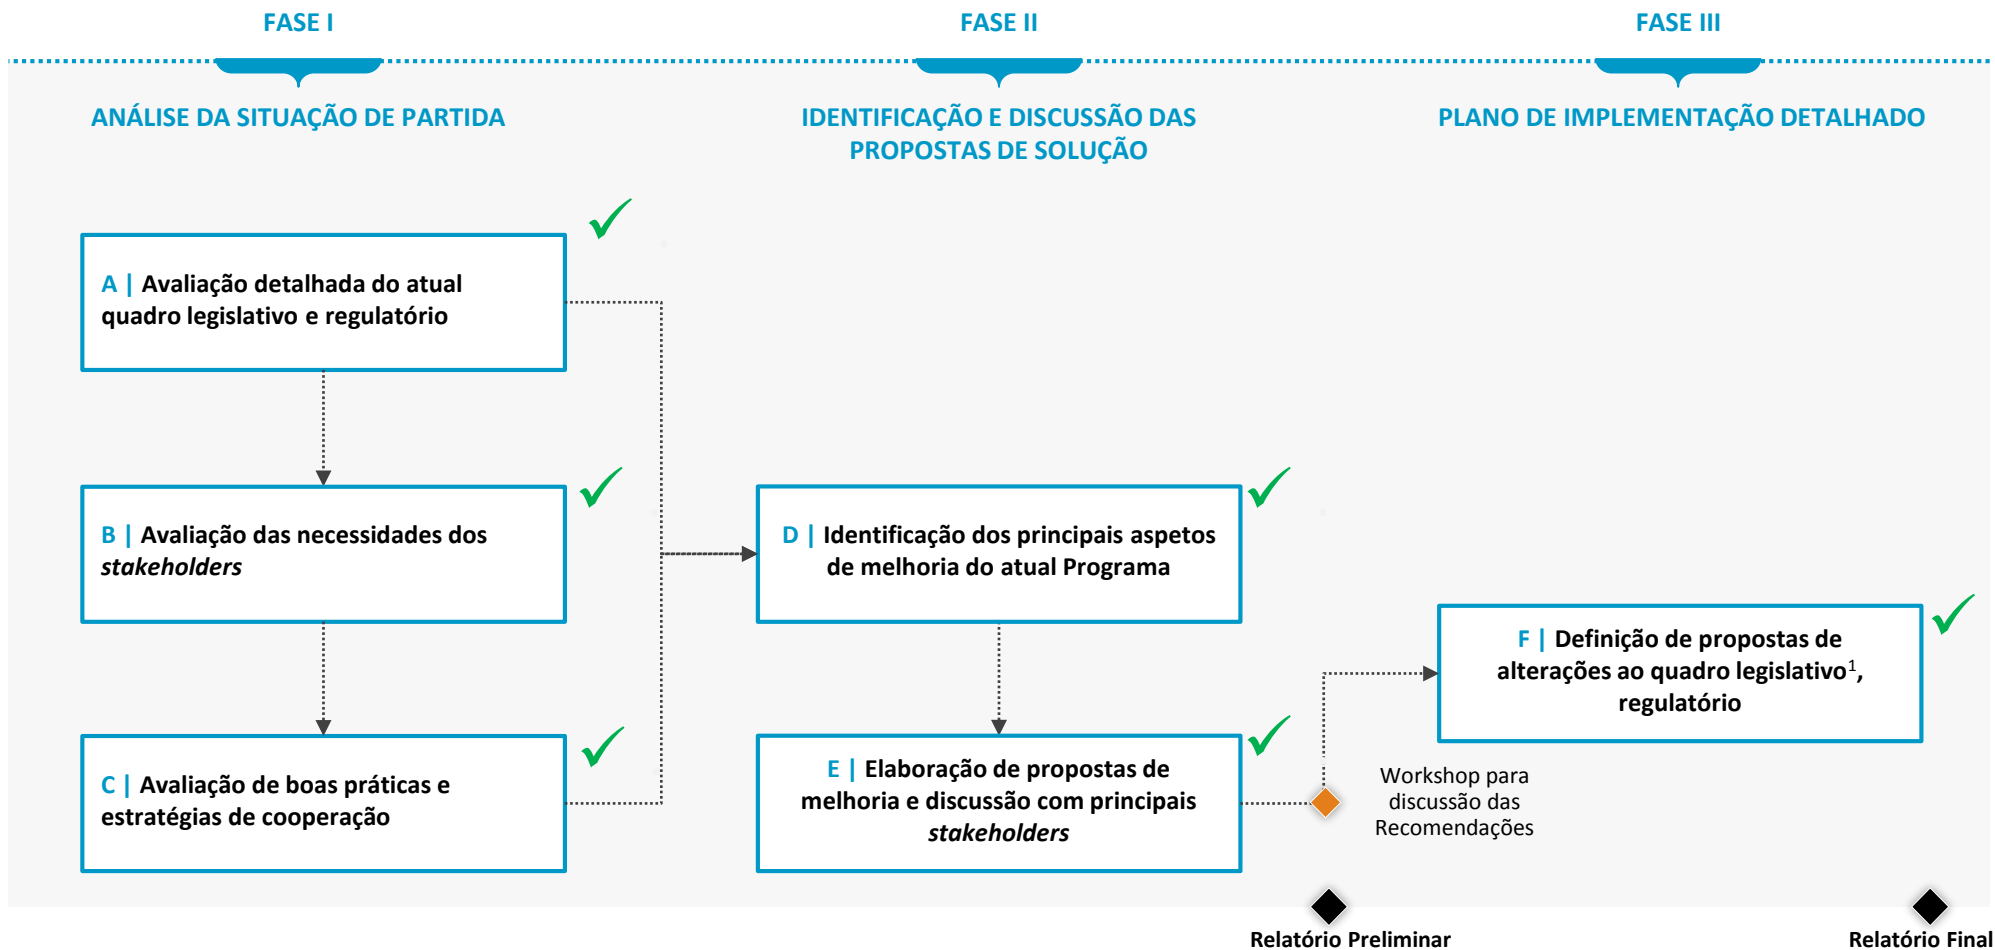 FASE I
FASE II
FASE III
ANÁLISE DA SITUAÇÃO DE PARTIDA
IDENTIFICAÇÃO E DISCUSSÃO DAS
PROPOSTAS DE SOLUÇÃO
PLANO DE IMPLEMENTAÇÃO DETALHADO
A | Avaliação detalhada do atual
quadro legislativo e regulatório
B | Avaliação das necessidades dos
stakeholders
C | Avaliação de boas práticas e
estratégias de cooperação
D | Identificação dos principais aspetos
de melhoria do atual Programa
E | Elaboração de propostas de
melhoria e discussão com principais
stakeholders
F | Definição de propostas de
alterações ao quadro legislativo¹,
regulatório
Workshop para
discussão das
Recomendações
Relatório Preliminar
Relatório Final